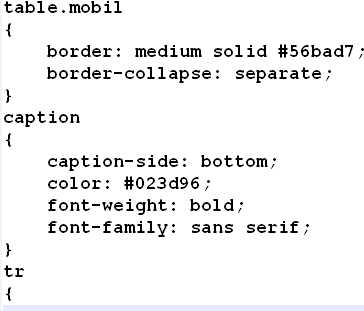 table.mobil
{
    border: medium solid #56bad7;
    border-collapse: separate;
}
caption
{
    caption-side: bottom;
    color: #023d96;
    font-weight: bold;
    font-family: sans serif;
}
tr
{